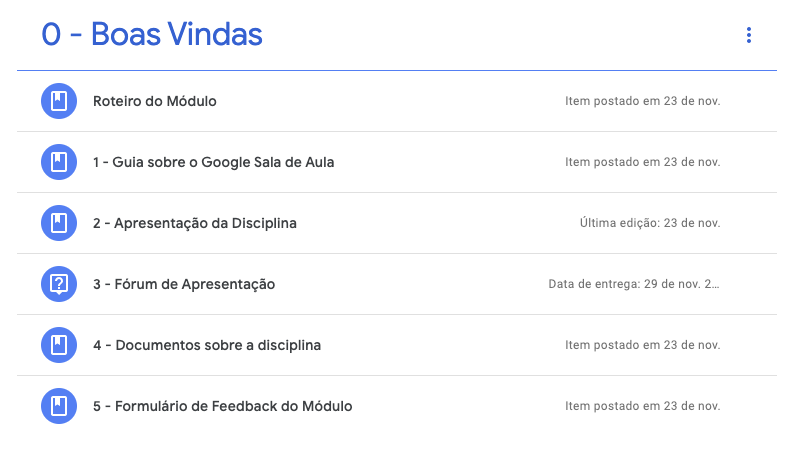 0 - Boas Vindas
Roteiro do Módulo
Item postado em 23 de nov.
1 - Guia sobre o Google Sala de Aula
Item postado em 23 de nov.
2 - Apresentação da Disciplina
Última edição: 23 de nov.
3 - Fórum de Apresentação
Data de entrega: 29 de nov. 2...
4 - Documentos sobre a disciplina
Item postado em 23 de nov.
5 - Formulário de Feedback do Módulo
Item postado em 23 de nov.